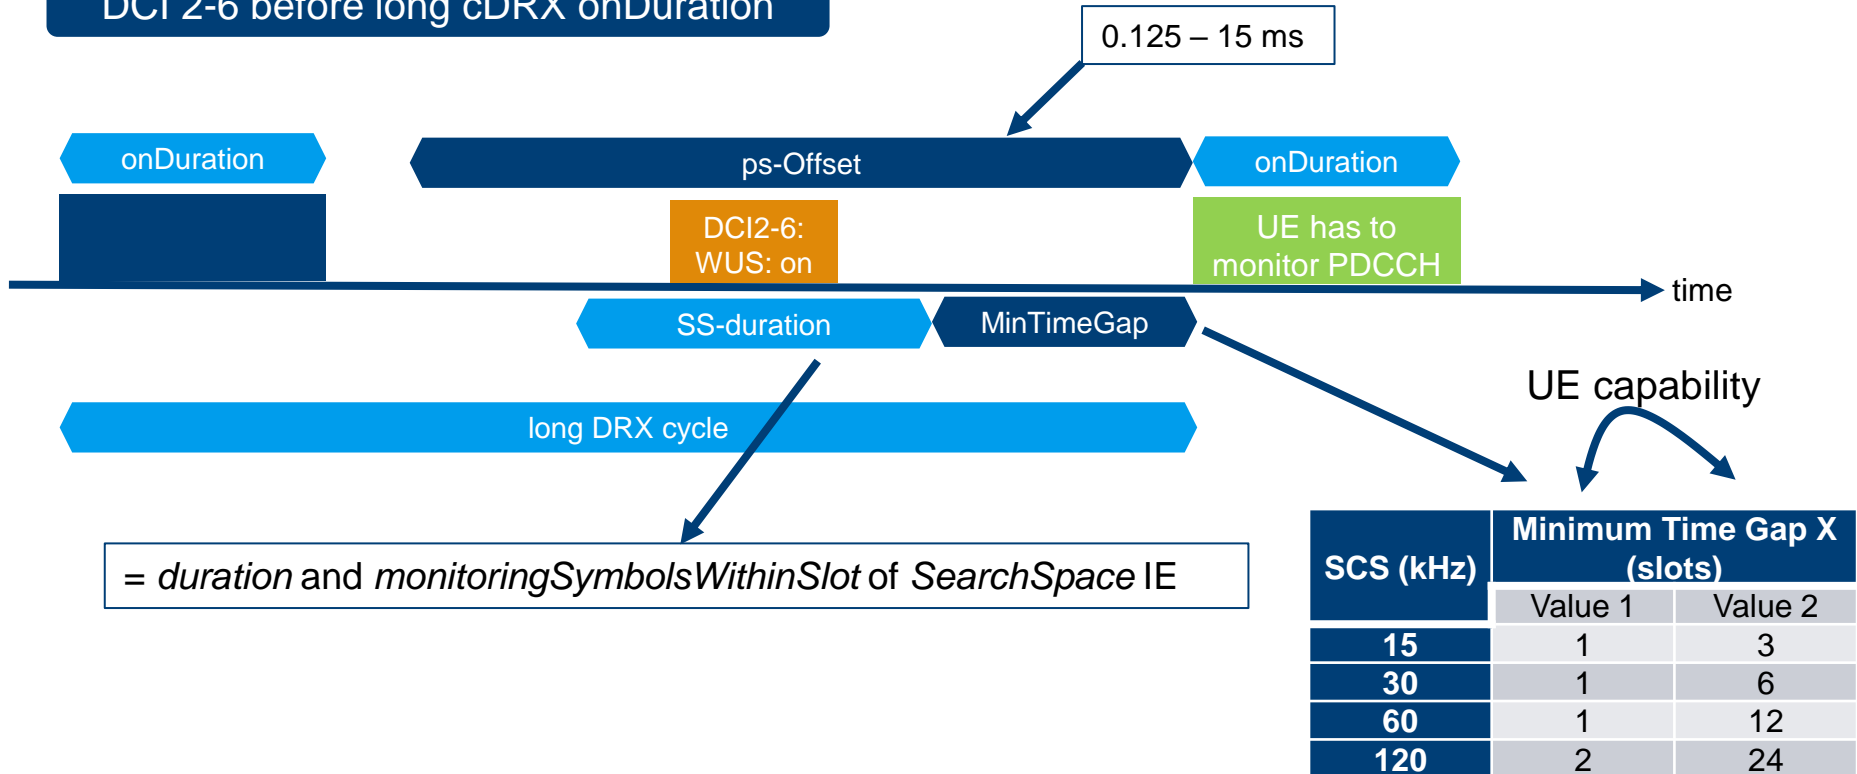 DCI 2-6 before long cDRX onDuration
0.125 – 15 ms
onDuration
ps-Offset
onDuration
DCI2-6:
WUS: on
UE has to
monitor PDCCH
time
SS-duration
MinTimeGap
UE capability
long DRX cycle
= duration and monitoringSymbolsWithinSlot of SearchSpace IE
SCS (kHz)
Minimum Time Gap X
(slots)
Value 1 Value 2
15 1 3
30 1 6
60 1 12
120 2 24